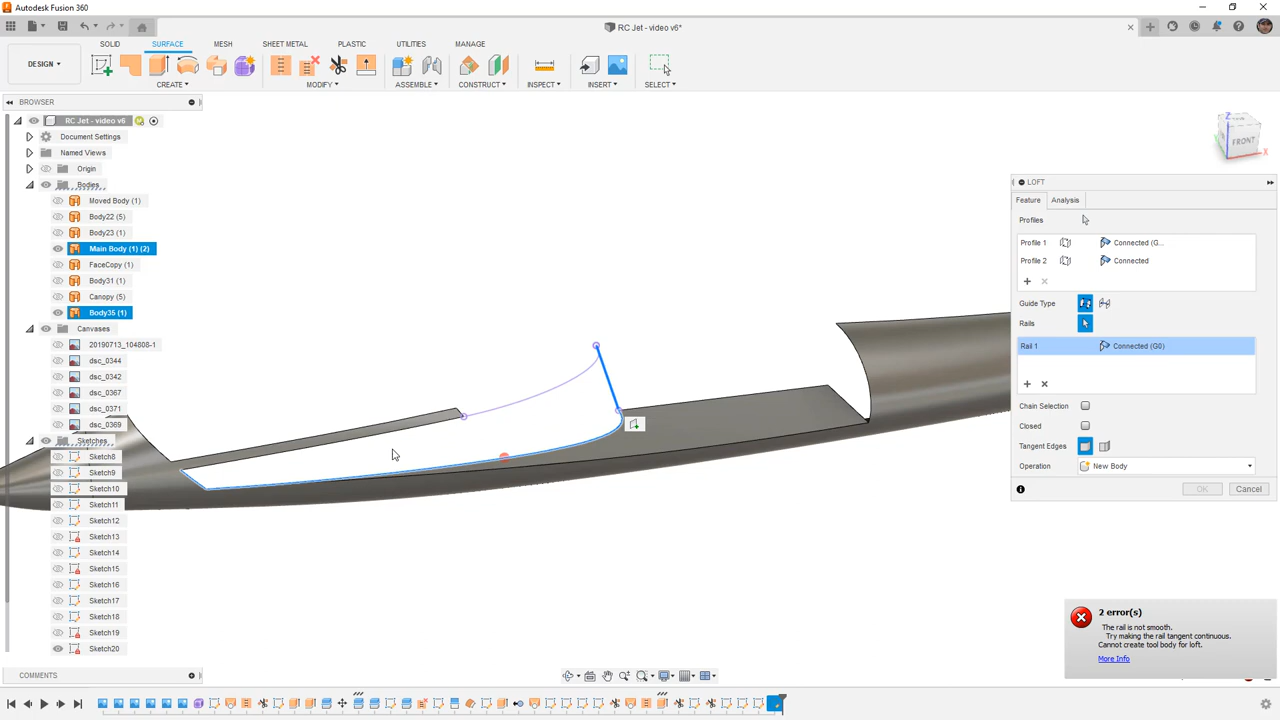 Autodesk Fusion 360
RC Jet - video v6*
SOLID
SURFACE
MESH
SHEET METAL
PLASTIC
UTILITIES
MANAGE
DESIGN
CREATE
MODIFY
ASSEMBLE
CONSTRUCT
INSPECT
INSERT
SELECT
BROWSER
RC Jet - video v6
Document Settings
Named Views
Origin
Bodies
Moved Body (1)
Body22 (5)
Body23 (1)
Main Body (1) (2)
FaceCopy (1)
Body31 (1)
Canopy (5)
Body35 (1)
Canvases
20190713_104808-1
dsc_0344
dsc_0342
dsc_0367
dsc_0371
dsc_0369
Sketches
Sketch8
Sketch9
Sketch10
Sketch11
Sketch12
Sketch13
Sketch14
Sketch15
Sketch16
Sketch17
Sketch18
Sketch19
Sketch20
COMMENTS
Z
FRONT
X
LOFT
Feature
Analysis
Profiles
Profile 1 Connected (G...
Profile 2 Connected
Guide Type
Rails
Rail 1 Connected (G0)
Chain Selection
Closed
Tangent Edges
Operation New Body
OK Cancel
2 error(s)
The rail is not smooth.
Try making the rail tangent continuous.
Cannot create tool body for loft.
More Info